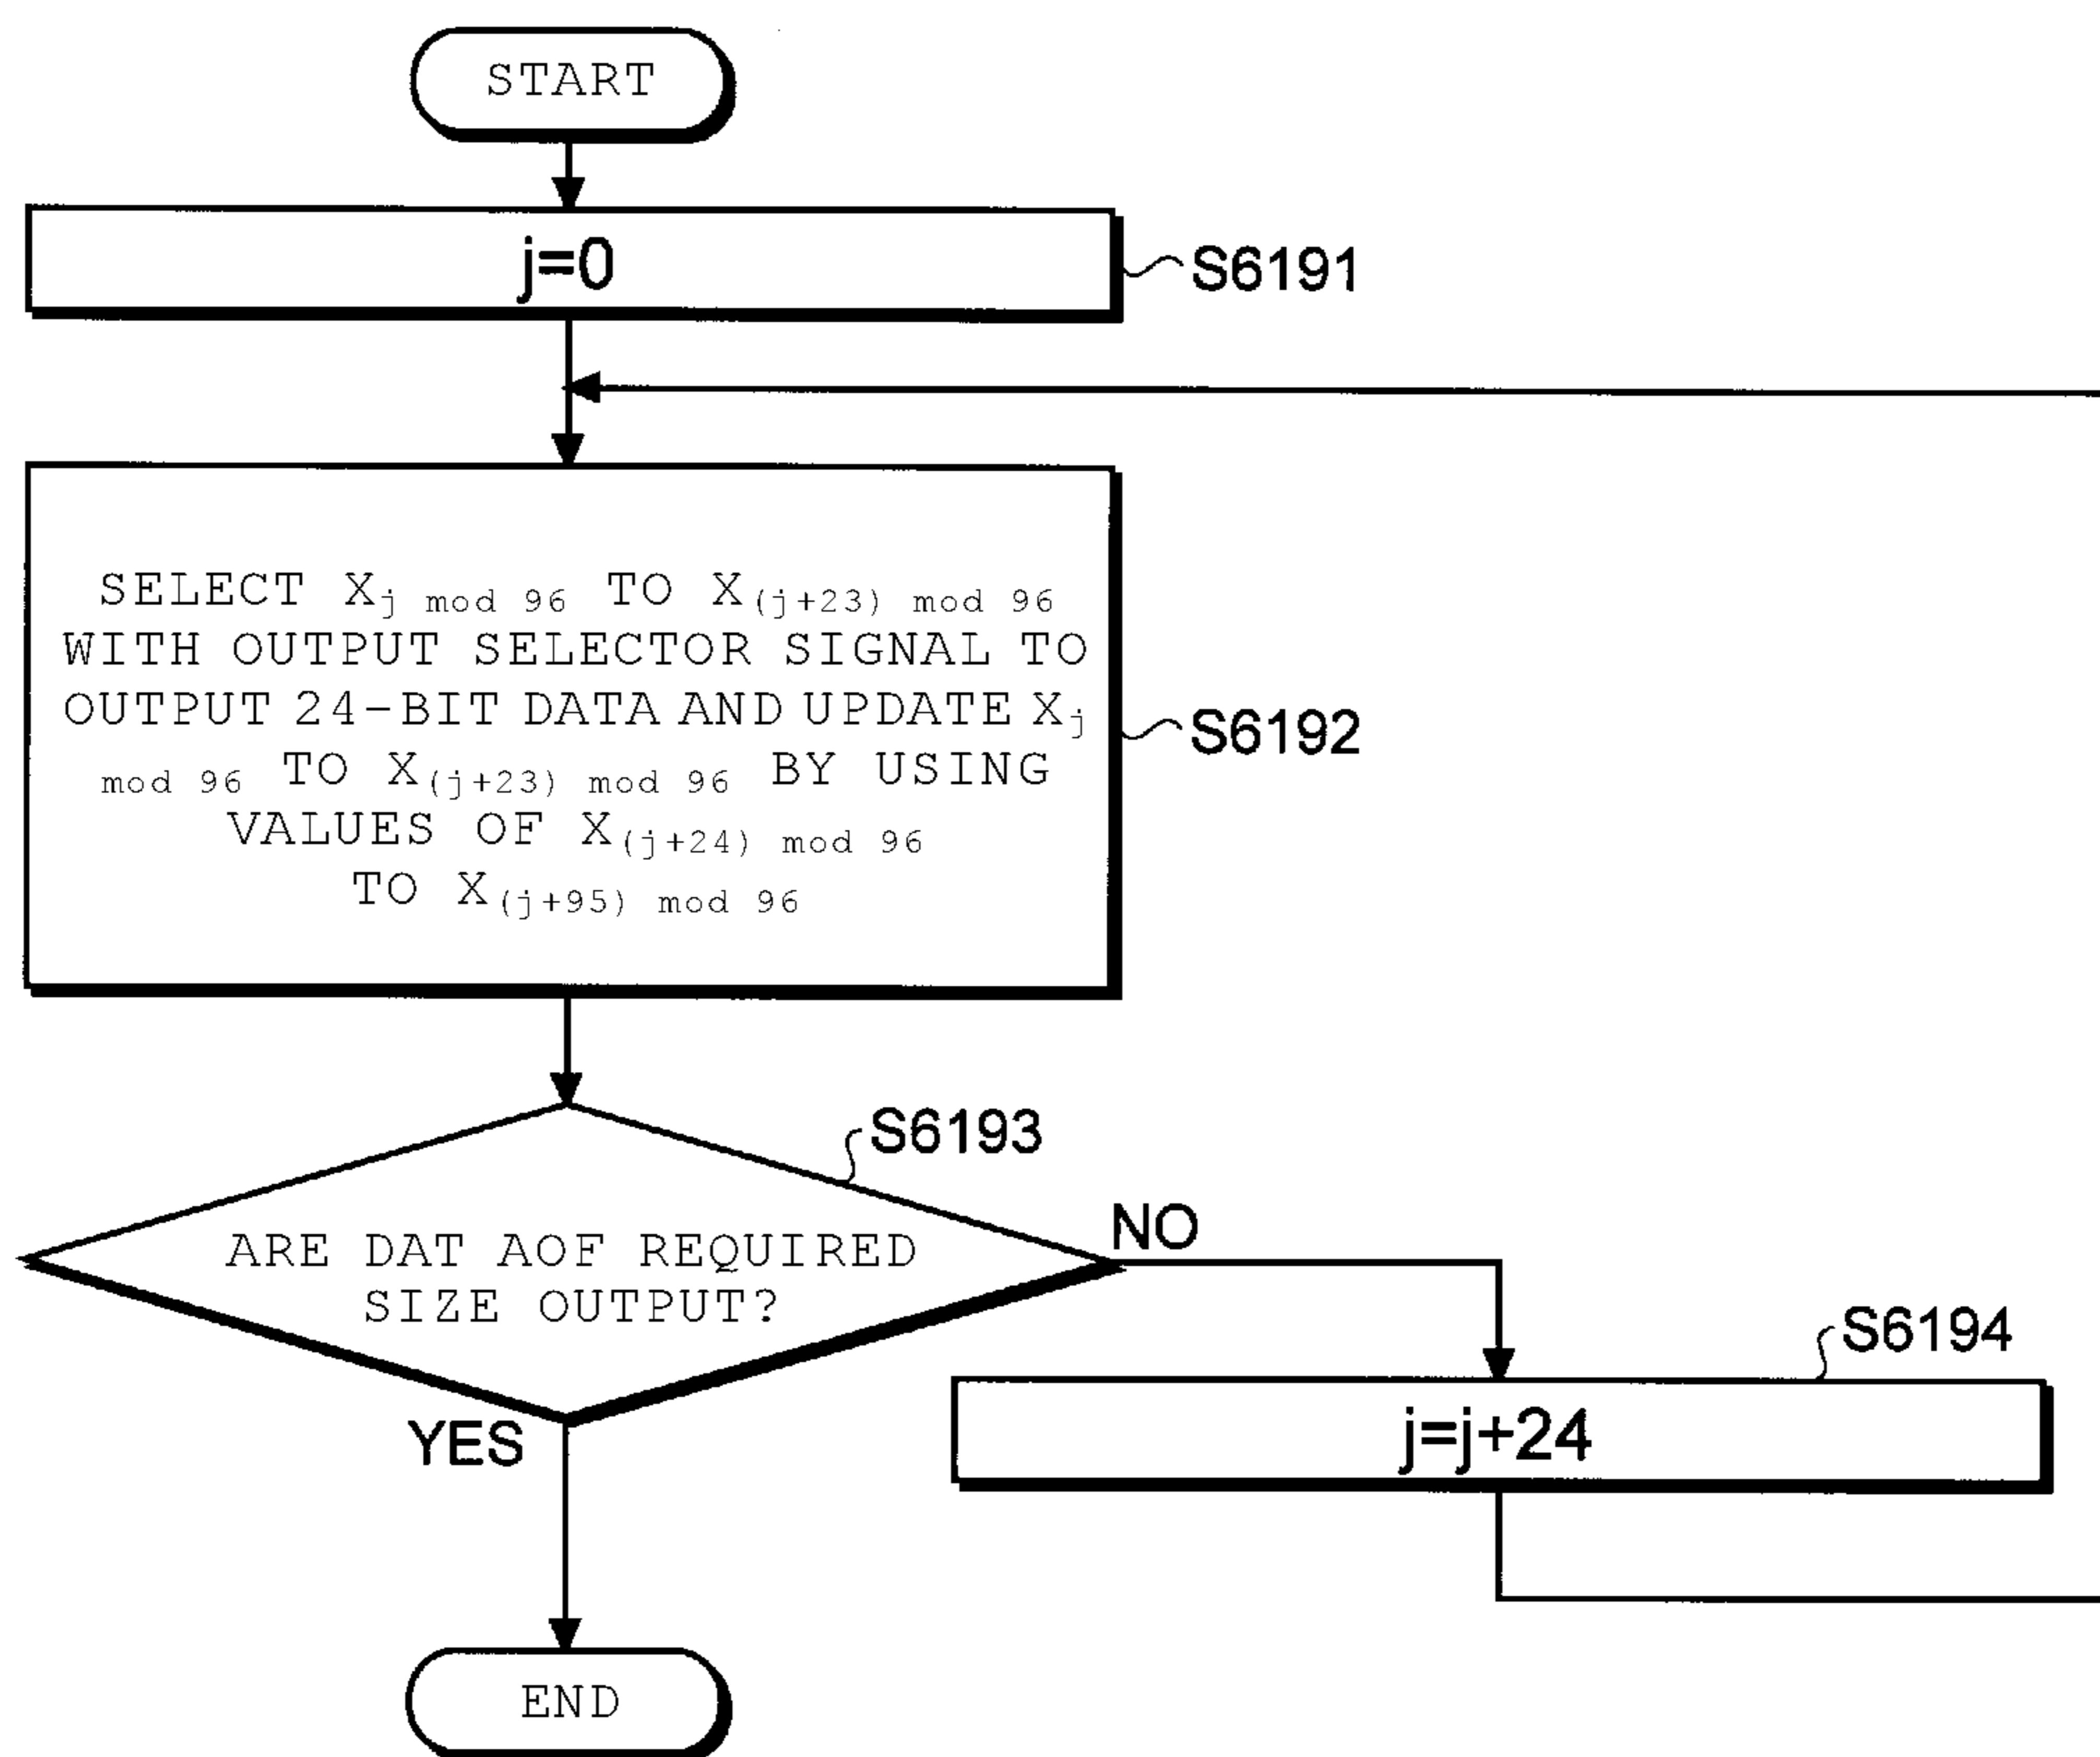 START
j=0
S6191
SELECT Xj mod 96 TO X(j+23) mod 96
WITH OUTPUT SELECTOR SIGNAL TO
OUTPUT 24-BIT DATA AND UPDATE Xj
mod 96 TO X(j+23) mod 96 BY USING
VALUES OF X(j+24) mod 96
TO X(j+95) mod 96
S6192
S6193
ARE DAT AOF REQUIRED
SIZE OUTPUT?
NO
S6194
j=j+24
YES
END